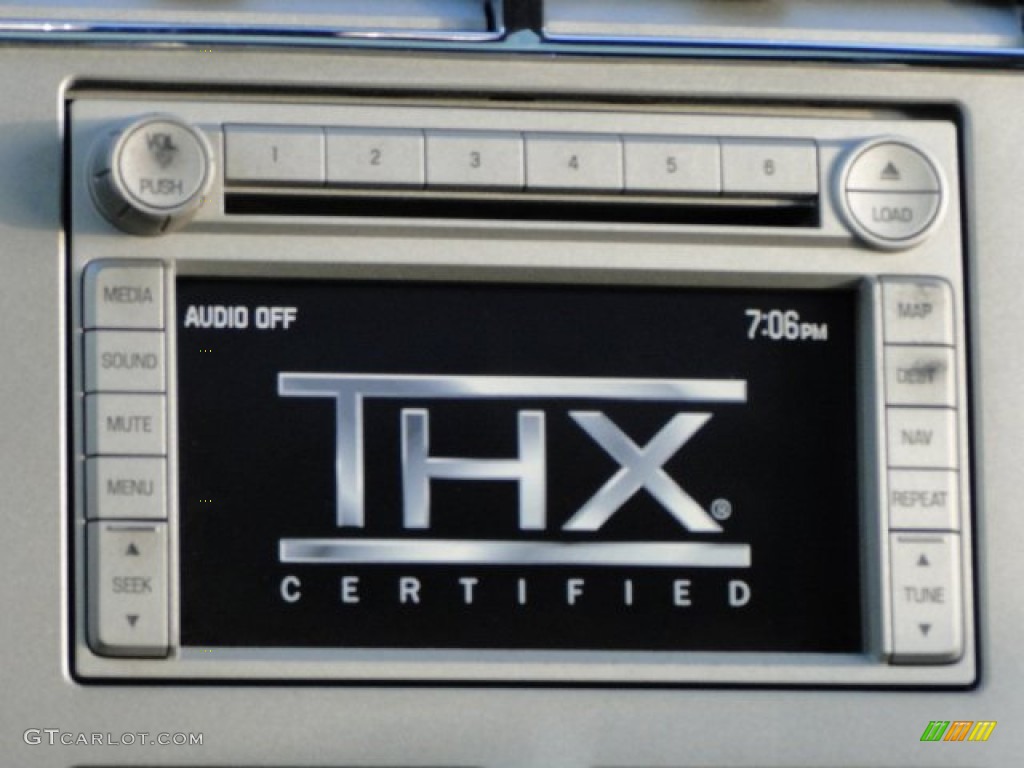 VOL
PUSH
1 2 3 4 5 6
LOAD
MEDIA
SOUND
MUTE
MENU
SEEK
AUDIO OFF
7:06PM
THX®
CERTIFIED
MAP
DEST
NAV
REPEAT
TUNE
GTCARLOT.COM